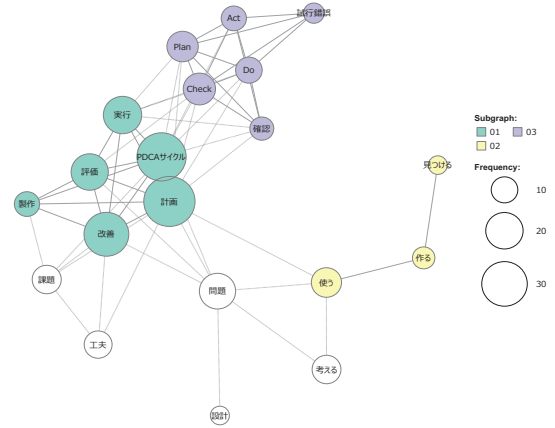 Act
試行錯誤
Plan
Do
Check
実行
確認
PDCAサイクル
評価
見つける
製作
計画
改善
作る
課題
問題
使う
工夫
考える
設計
Subgraph:
01 03
02
Frequency:
10
20
30